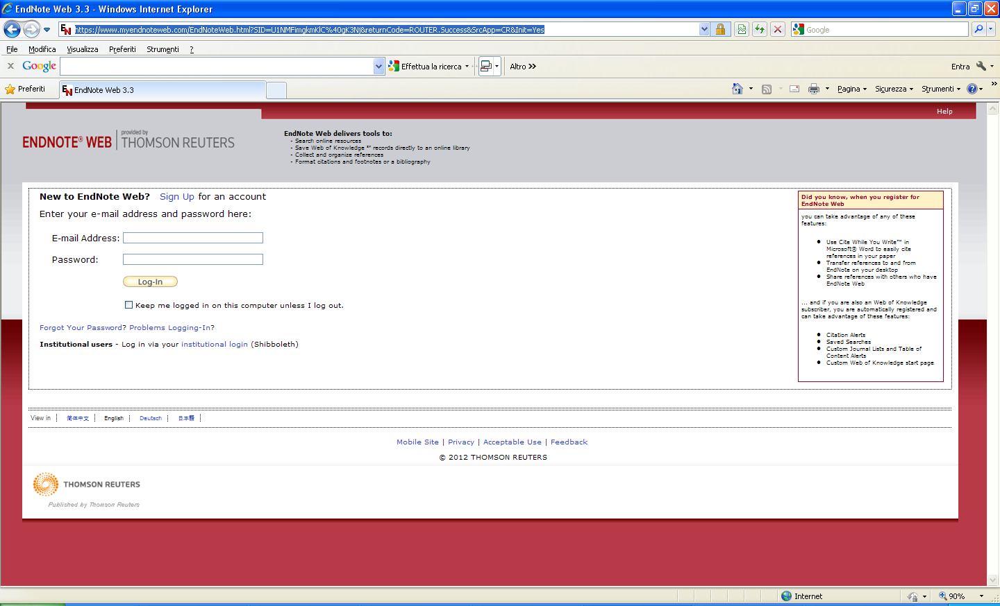 EndNote Web 3.3 - Windows Internet Explorer
https://www.myendnoteweb.com/EndNoteWeb.html?SID=U1NMFimgkmKlC%40gK3Nj&returnCode=ROUTER.Success&SrcApp=CR&Init=Yes
Google
File Modifica Visualizza Preferiti Strumenti ?
x Google Effettua la ricerca Altro Entra
Preferiti EndNote Web 3.3 Pagina Sicurezza Strumenti
Help
ENDNOTE® WEB provided by THOMSON REUTERS
EndNote Web delivers tools to:
- Search online resources
- Save Web of Knowledge ™ records directly to an online library
- Collect and organize references
- Format citations and footnotes or a bibliography
New to EndNote Web? Sign Up for an account
Enter your e-mail address and password here:
E-mail Address:
Password:
Log-In
Keep me logged in on this computer unless I log out.
Forgot Your Password? Problems Logging-In?
Institutional users - Log in via your institutional login (Shibboleth)
Did you know, when you register for
EndNote Web
you can take advantage of any of these
features:
Use Cite While You Write™ in
Microsoft® Word to easily cite
references in your paper
Transfer references to and from
EndNote on your desktop
Share references with others who have
EndNote Web
... and if you are also an Web of Knowledge
subscriber, you are automatically registered and
can take advantage of these features:
Citation Alerts
Saved Searches
Custom Journal Lists and Table of
Content Alerts
Custom Web of Knowledge start page
View in 简体中文 English Deutsch 日本語
Mobile Site | Privacy | Acceptable Use | Feedback
© 2012 THOMSON REUTERS
THOMSON REUTERS
Published by Thomson Reuters
Internet 90%